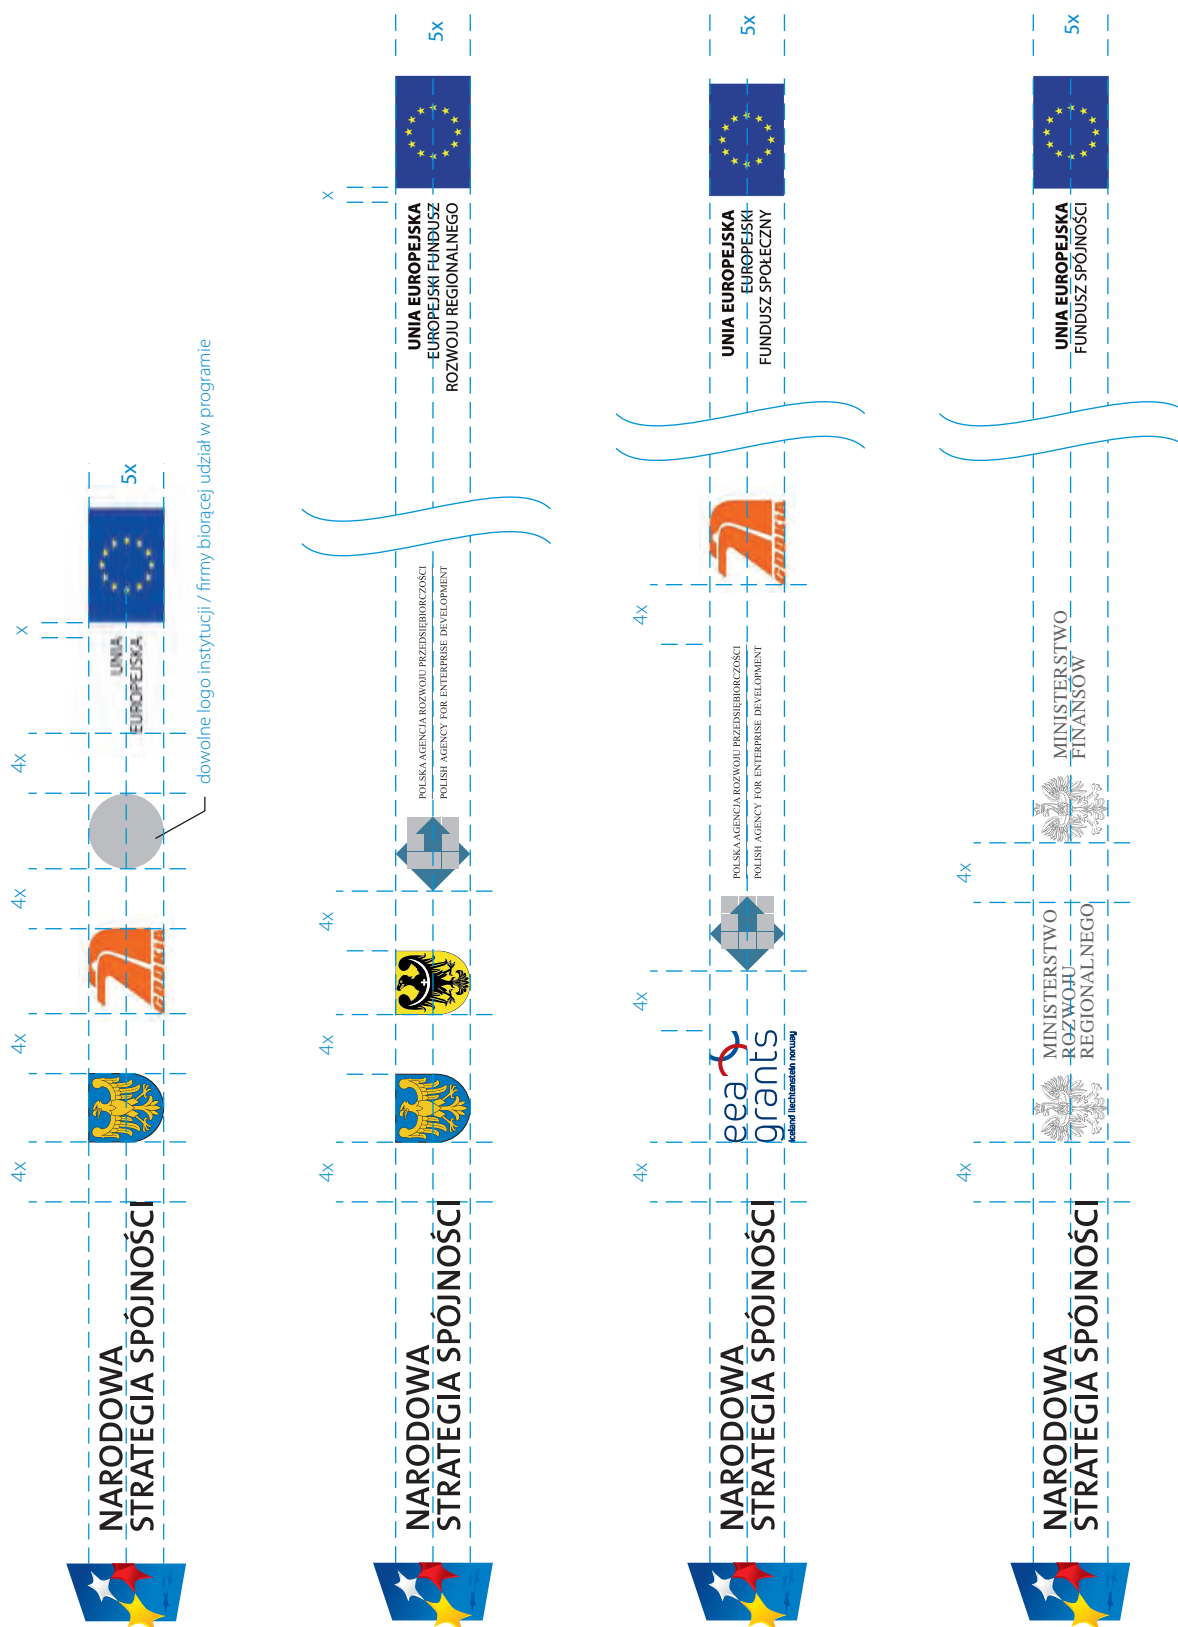 NARODOWA
STRATEGIA SPÓJNOŚCI
4x
4x
GDDKIA
4x
4x
UNIA
EUROPEJSKA
x
5x
dowolne logo instytucji / firmy biorącej udział w programie
NARODOWA
STRATEGIA SPÓJNOŚCI
4x
4x
4x
POLSKA AGENCJA ROZWOJU PRZEDSIĘBIORCZOŚCI
POLISH AGENCY FOR ENTERPRISE DEVELOPMENT
UNIA EUROPEJSKA
EUROPEJSKI FUNDUSZ
ROZWOJU REGIONALNEGO
x
5x
NARODOWA
STRATEGIA SPÓJNOŚCI
4x
eea
grants
iceland liechtenstein norway
4x
POLSKA AGENCJA ROZWOJU PRZEDSIĘBIORCZOŚCI
POLISH AGENCY FOR ENTERPRISE DEVELOPMENT
4x
GDDKIA
UNIA EUROPEJSKA
EUROPEJSKI
FUNDUSZ SPOŁECZNY
5x
NARODOWA
STRATEGIA SPÓJNOŚCI
4x
MINISTERSTWO
ROZWOJU
REGIONALNEGO
4x
MINISTERSTWO
FINANSÓW
UNIA EUROPEJSKA
FUNDUSZ SPÓJNOŚCI
5x